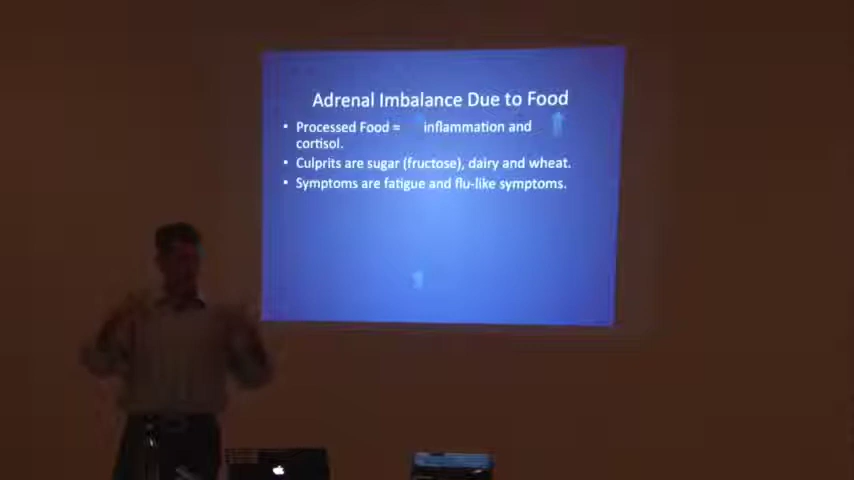 Adrenal Imbalance Due to Food
• Processed Food = ⬆ inflammation and ⬆
cortisol.
• Culprits are sugar (fructose), dairy and wheat.
• Symptoms are fatigue and flu-like symptoms.